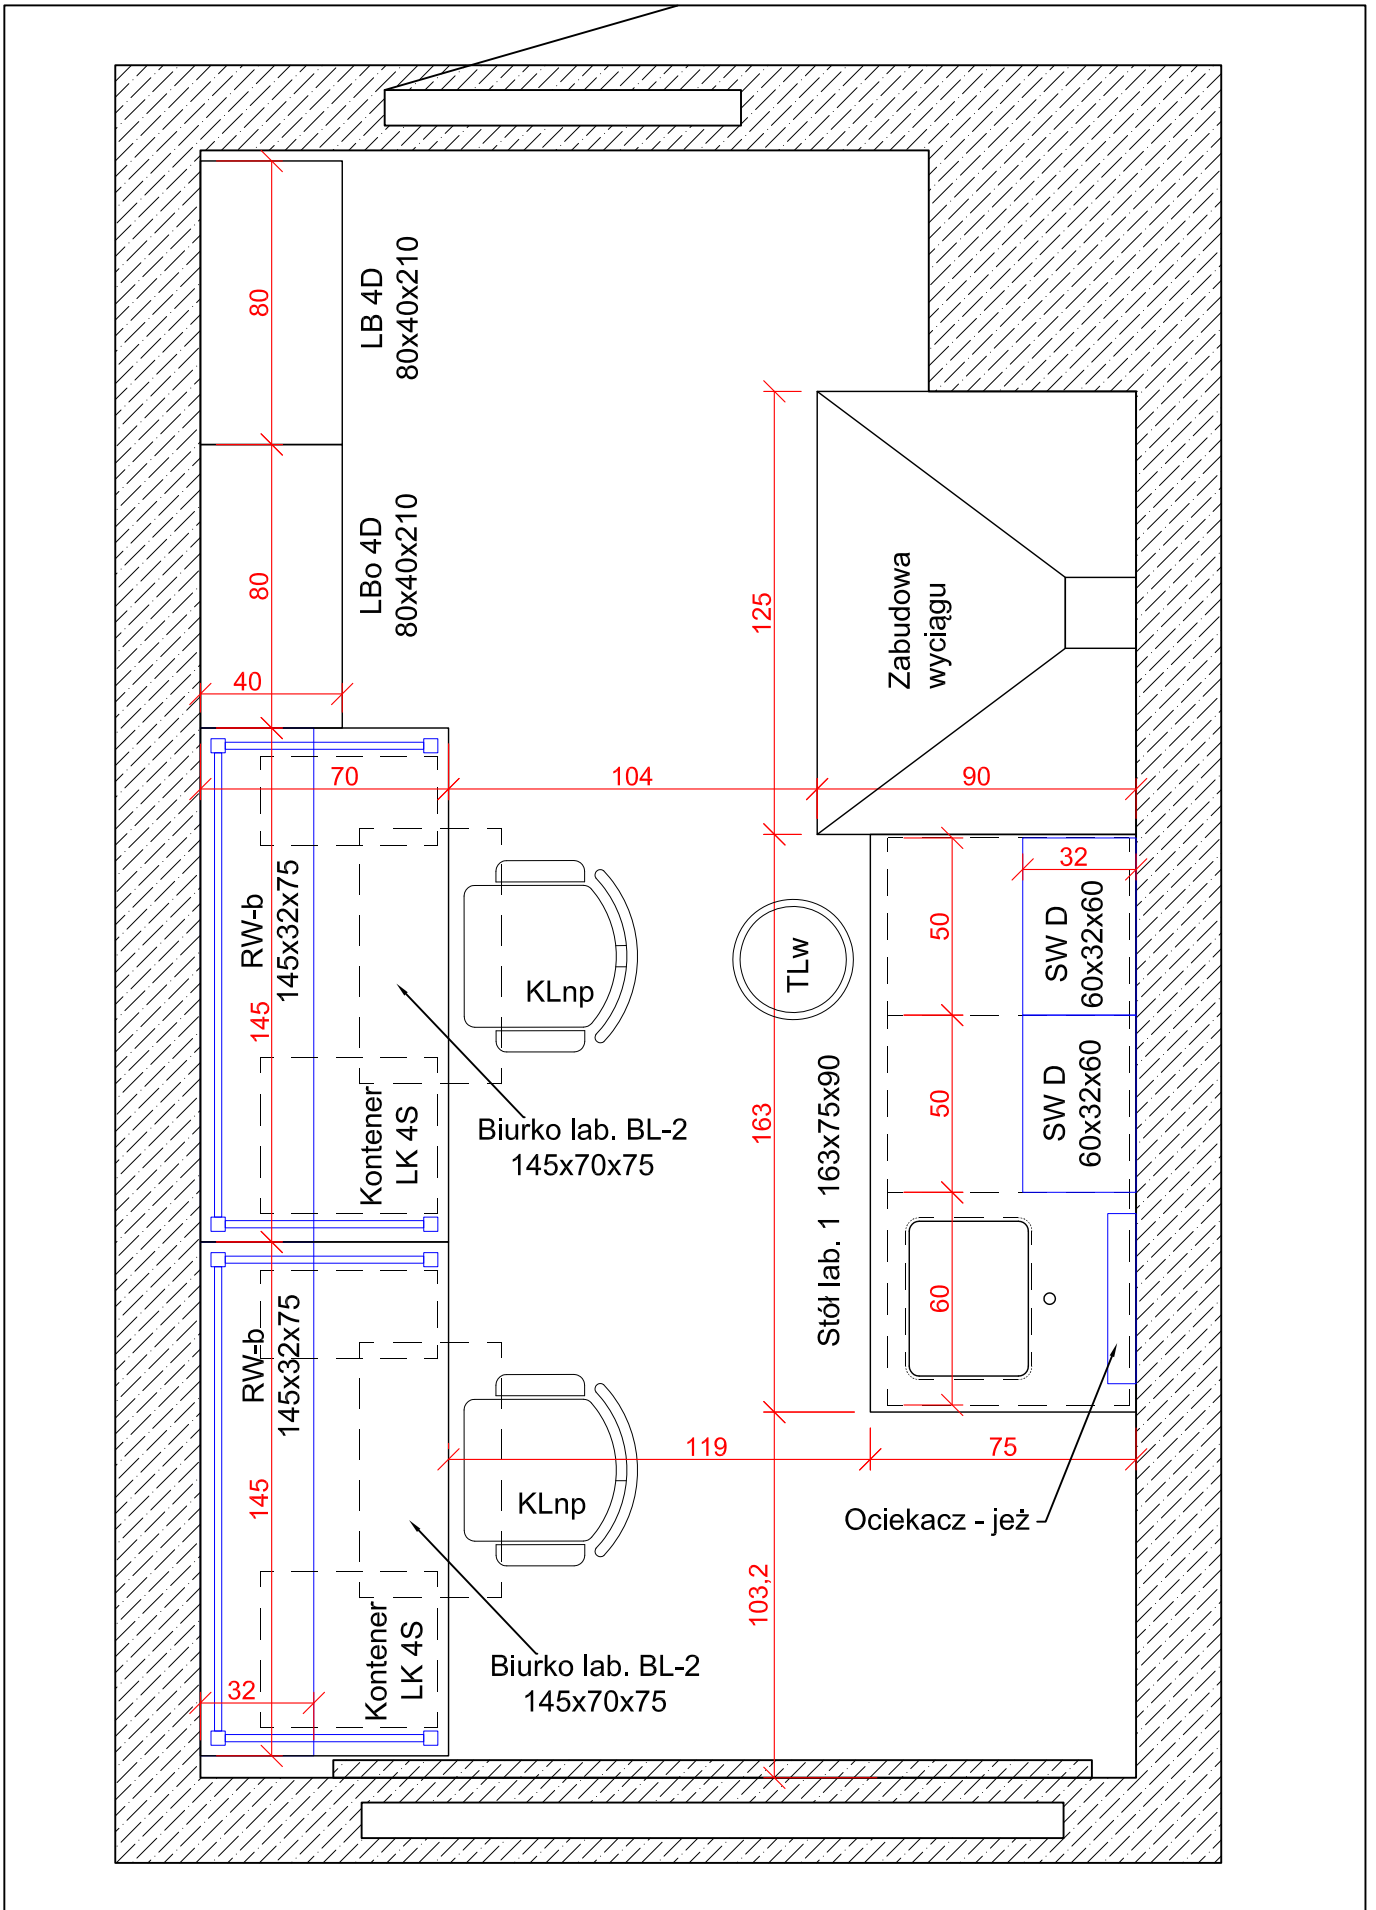 80
LB 4D
80x40x210
80
LBo 4D
80x40x210
40
125
Zabudowa
wyciągu
70
104
90
RW-b
145x32x75
145
KLnp
TLw
32
50
SW D
60x32x60
50
SW D
60x32x60
Kontener
LK 4S
Biurko lab. BL-2
145x70x75
163
Stół lab. 1  163x75x90
60
RW-b
145x32x75
145
KLnp
119
75
Ociekacz - jeż
103,2
Kontener
LK 4S
Biurko lab. BL-2
145x70x75
32